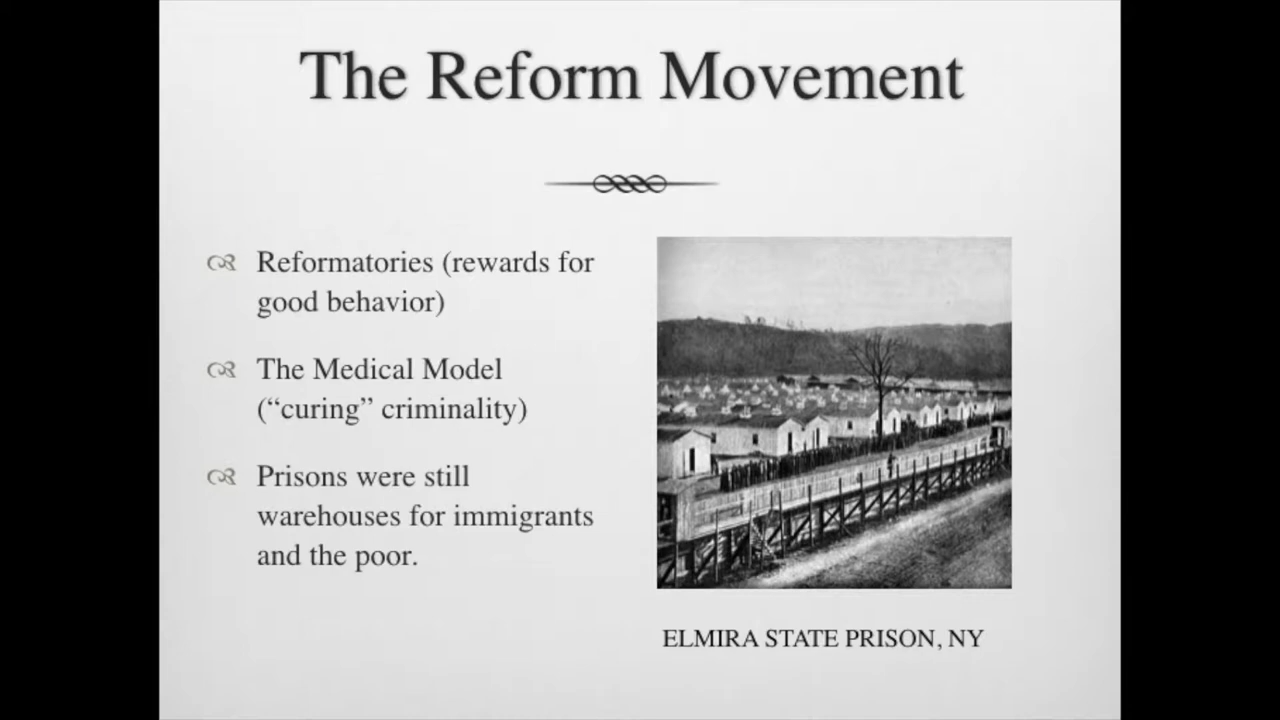 The Reform Movement
Reformatories (rewards for
good behavior)
The Medical Model
(“curing” criminality)
Prisons were still
warehouses for immigrants
and the poor.
ELMIRA STATE PRISON, NY